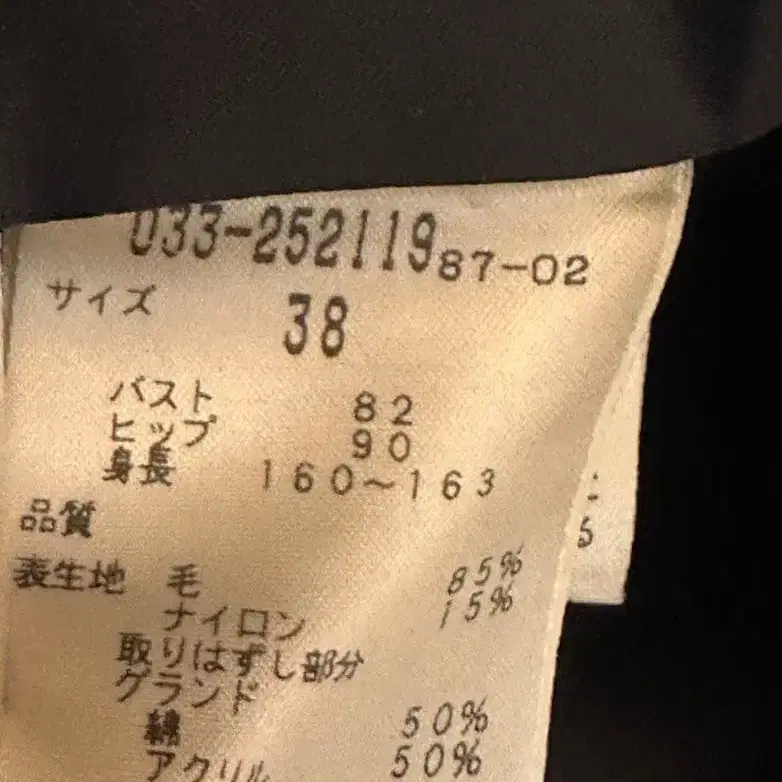 033-252119 87-02
サイズ 38
バスト 82
ヒップ 90
身長 160~163
品質
表生地 毛 85%
ナイロン 15%
取りはずし部分
グランド
綿 50%
アクリル 50%